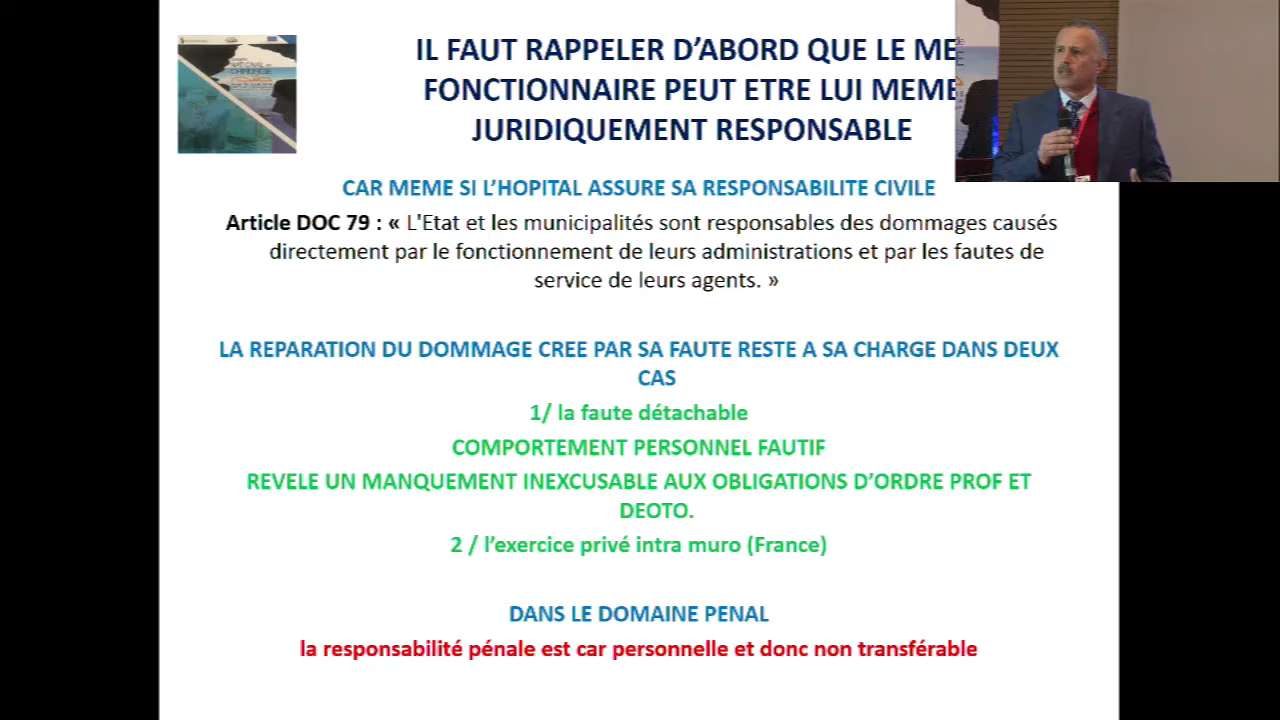 IL FAUT RAPPELER D'ABORD QUE LE ME
FONCTIONNAIRE PEUT ETRE LUI MEME
JURIDIQUEMENT RESPONSABLE
CAR MEME SI L'HOPITAL ASSURE SA RESPONSABILITE CIVILE
Article DOC 79 : « L'Etat et les municipalités sont responsables des dommages causés
directement par le fonctionnement de leurs administrations et par les fautes de
service de leurs agents. »
LA REPARATION DU DOMMAGE CREE PAR SA FAUTE RESTE A SA CHARGE DANS DEUX
CAS
1/ la faute détachable
COMPORTEMENT PERSONNEL FAUTIF
REVELE UN MANQUEMENT INEXCUSABLE AUX OBLIGATIONS D'ORDRE PROF ET
DEOTO.
2 / l'exercice privé intra muro (France)
DANS LE DOMAINE PENAL
la responsabilité pénale est car personnelle et donc non transférable